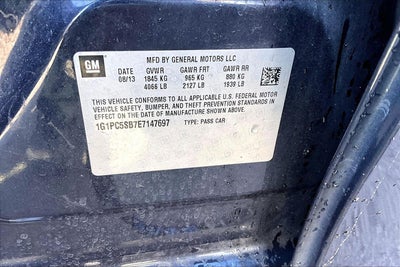 GM
MFD BY GENERAL MOTORS LLC
DATE GVWR GAWR FRT GAWR RR
08/13 1845 KG 965 KG 880 KG
4066 LB 2127 LB 1939 LB
THIS VEHICLE CONFORMS TO ALL APPLICABLE U.S. FEDERAL MOTOR
VEHICLE SAFETY, BUMPER, AND THEFT PREVENTION STANDARDS IN
EFFECT ON THE DATE OF MANUFACTURE SHOWN ABOVE.
1G1PC5SB7E7147697 TYPE: PASS CAR